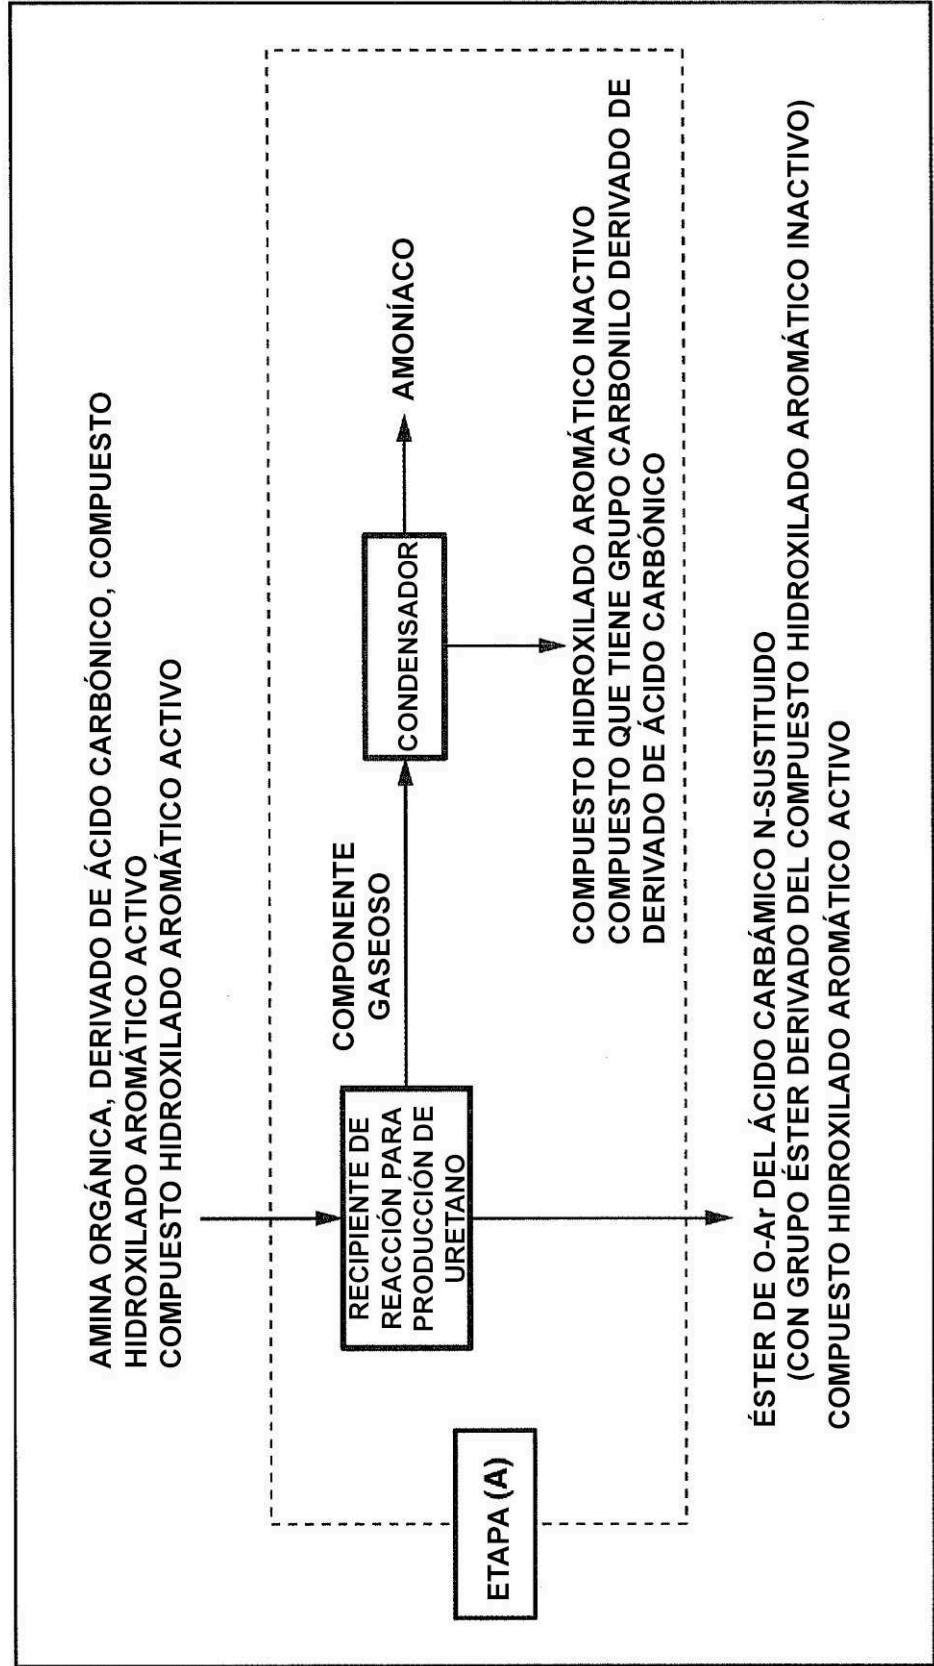 AMINA ORGÁNICA, DERIVADO DE ÁCIDO CARBÓNICO, COMPUESTO
HIDROXILADO AROMÁTICO ACTIVO
COMPUESTO HIDROXILADO AROMÁTICO ACTIVO
RECIPIENTE DE
REACCIÓN PARA
PRODUCCIÓN DE
URETANO
COMPONENTE
GASEOSO
CONDENSADOR
AMONÍACO
COMPUESTO HIDROXILADO AROMÁTICO INACTIVO
COMPUESTO QUE TIENE GRUPO CARBONILO DERIVADO DE
DERIVADO DE ÁCIDO CARBÓNICO
ETAPA (A)
ÉSTER DE O-Ar DEL ÁCIDO CARBÁMICO N-SUSTITUIDO
(CON GRUPO ÉSTER DERIVADO DEL COMPUESTO HIDROXILADO AROMÁTICO INACTIVO)
COMPUESTO HIDROXILADO AROMÁTICO ACTIVO